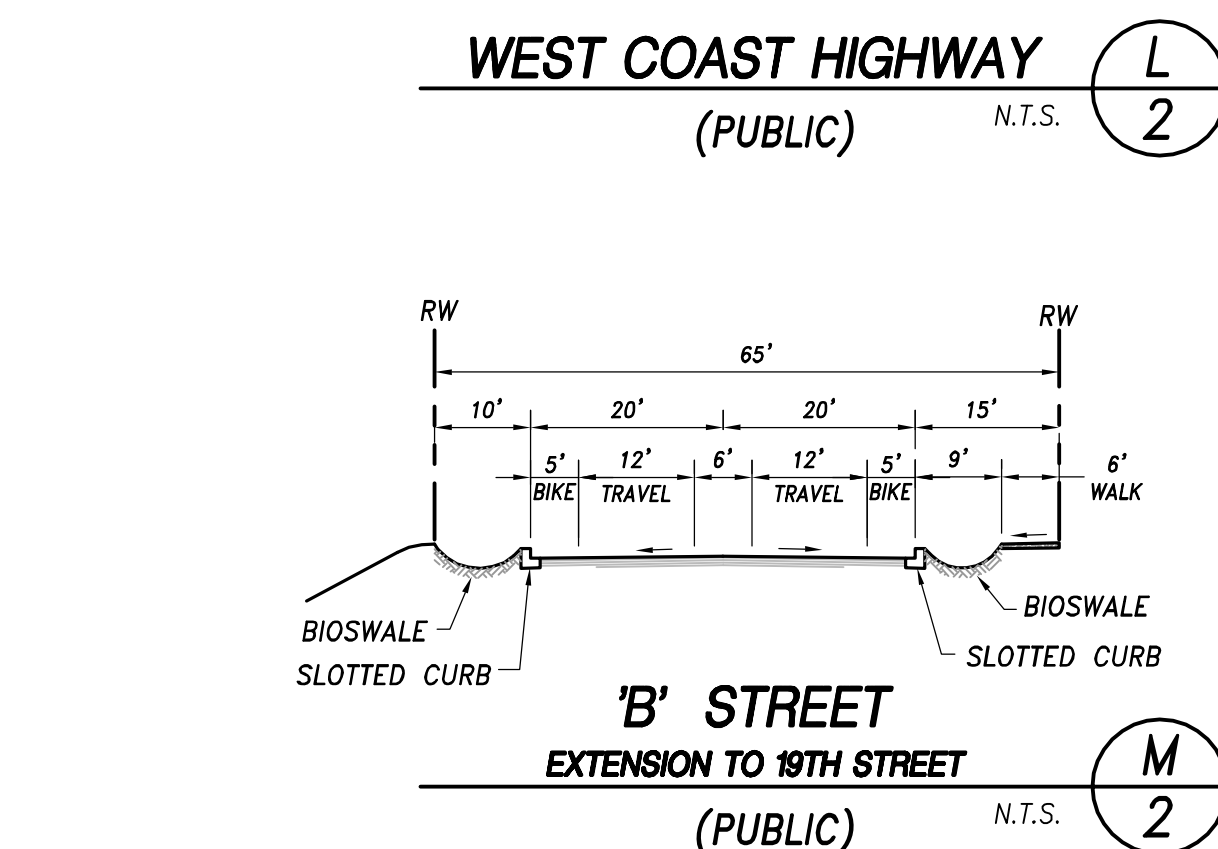 WEST COAST HIGHWAY
L
2
(PUBLIC)
N.T.S.
RW
RW
65'
10'
20'
20'
15'
5'
12'
6'
12'
5'
9'
6'
BIKE
TRAVEL
TRAVEL
BIKE
WALK
BIOSWALE
BIOSWALE
SLOTTED CURB
SLOTTED CURB
'B' STREET
EXTENSION TO 19TH STREET
M
2
(PUBLIC)
N.T.S.